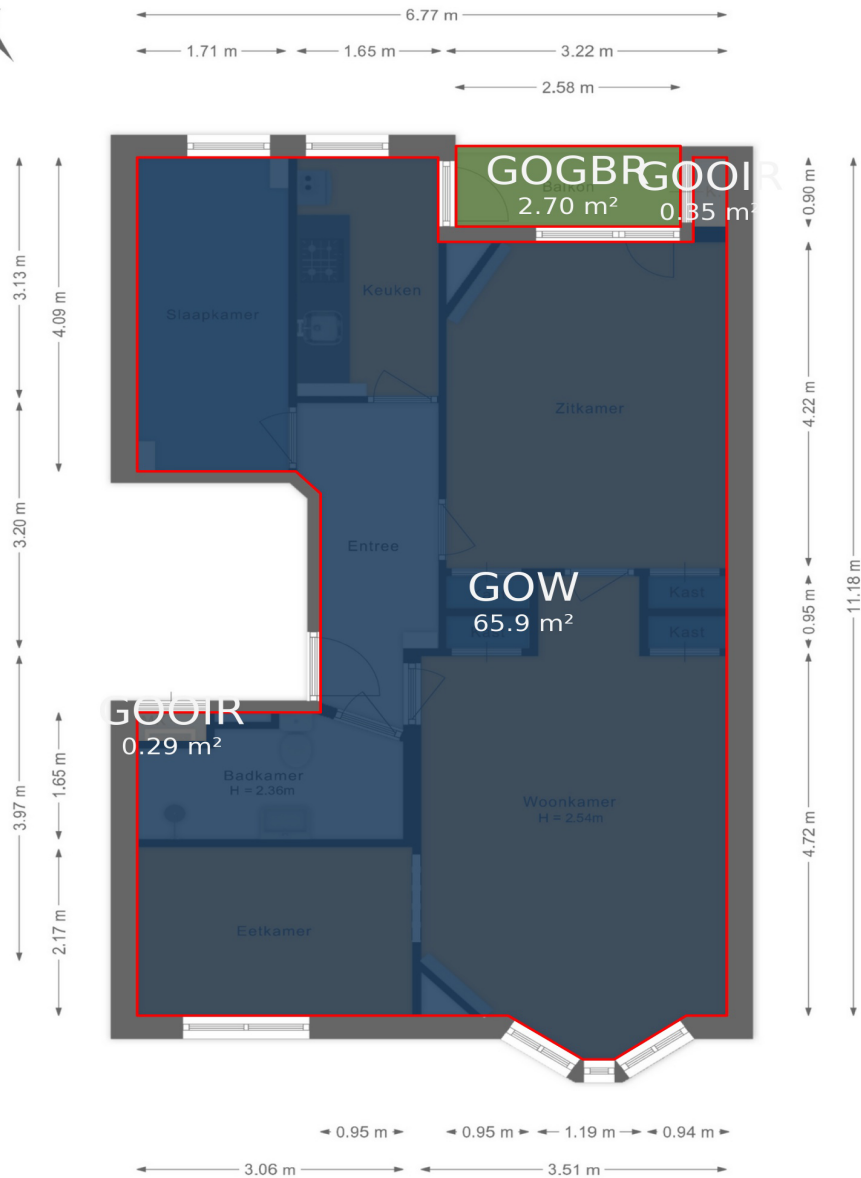 6.77 m
1.71 m
1.65 m
3.22 m
2.58 m
GOGBR
2.70 m²
Balkon
GOOIR
0.35 m²
0.90 m
3.13 m
4.09 m
Keuken
Slaapkamer
Zitkamer
4.22 m
3.20 m
Entree
11.18 m
GOW
65.9 m²
Kast
Kast
Kast
0.95 m
GOOIR
0.29 m²
1.65 m
3.97 m
Badkamer
H = 2.36m
Woonkamer
H = 2.54m
4.72 m
2.17 m
Eetkamer
0.95 m
0.95 m
1.19 m
0.94 m
3.06 m
3.51 m